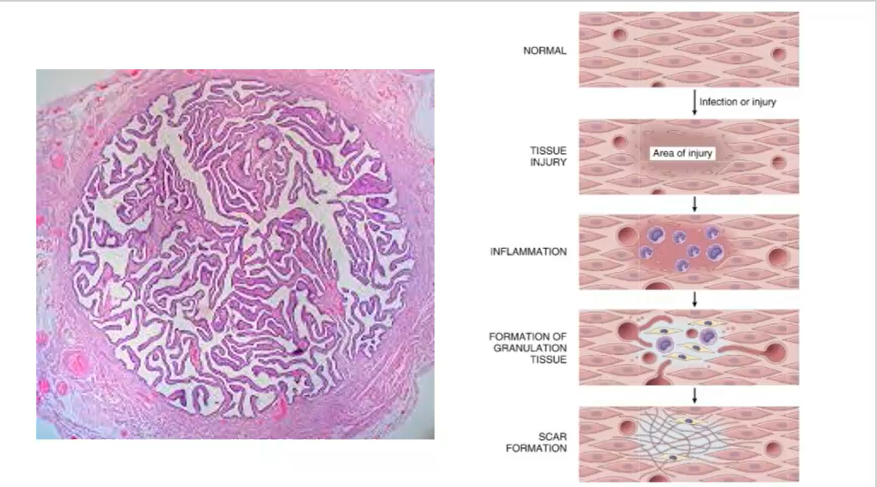 NORMAL
Infection or injury
TISSUE
INJURY
Area of injury
INFLAMMATION
FORMATION OF
GRANULATION
TISSUE
SCAR
FORMATION